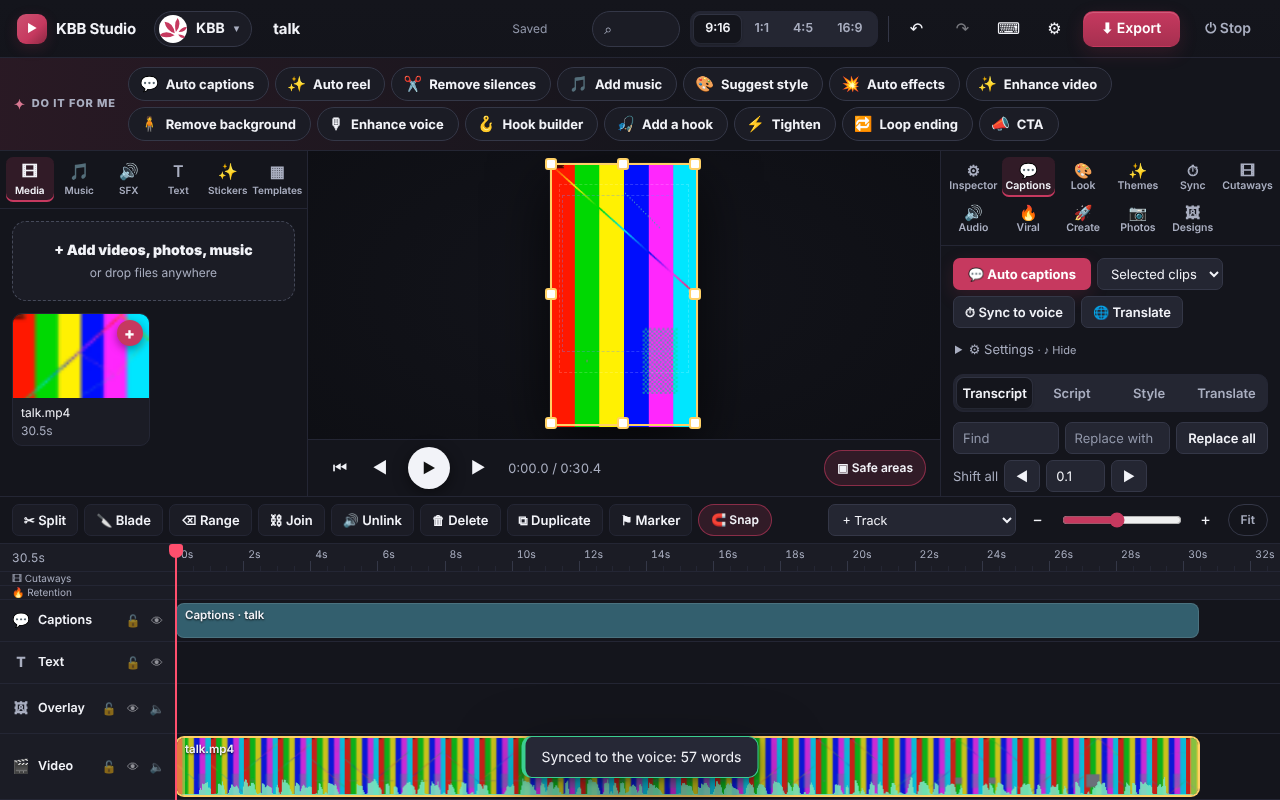 KBB Studio
KBB
talk
Saved
9:16
1:1
4:5
16:9
Export
Stop
DO IT FOR ME
Auto captions
Auto reel
Remove silences
Add music
Suggest style
Auto effects
Enhance video
Remove background
Enhance voice
Hook builder
Add a hook
Tighten
Loop ending
CTA
Media
Music
SFX
Text
Stickers
Templates
+ Add videos, photos, music
or drop files anywhere
talk.mp4
30.5s
0:00.0 / 0:30.4
Safe areas
Inspector
Captions
Look
Themes
Sync
Cutaways
Audio
Viral
Create
Photos
Designs
Auto captions
Selected clips
Sync to voice
Translate
Settings · ♪ Hide
Transcript
Script
Style
Translate
Find
Replace with
Replace all
Shift all
0.1
Split
Blade
Range
Join
Unlink
Delete
Duplicate
Marker
Snap
+ Track
Fit
30.5s
0s
2s
4s
6s
8s
10s
12s
14s
16s
18s
20s
22s
24s
26s
28s
30s
32s
Cutaways
Retention
Captions
Captions · talk
Text
Overlay
Video
talk.mp4
Synced to the voice: 57 words